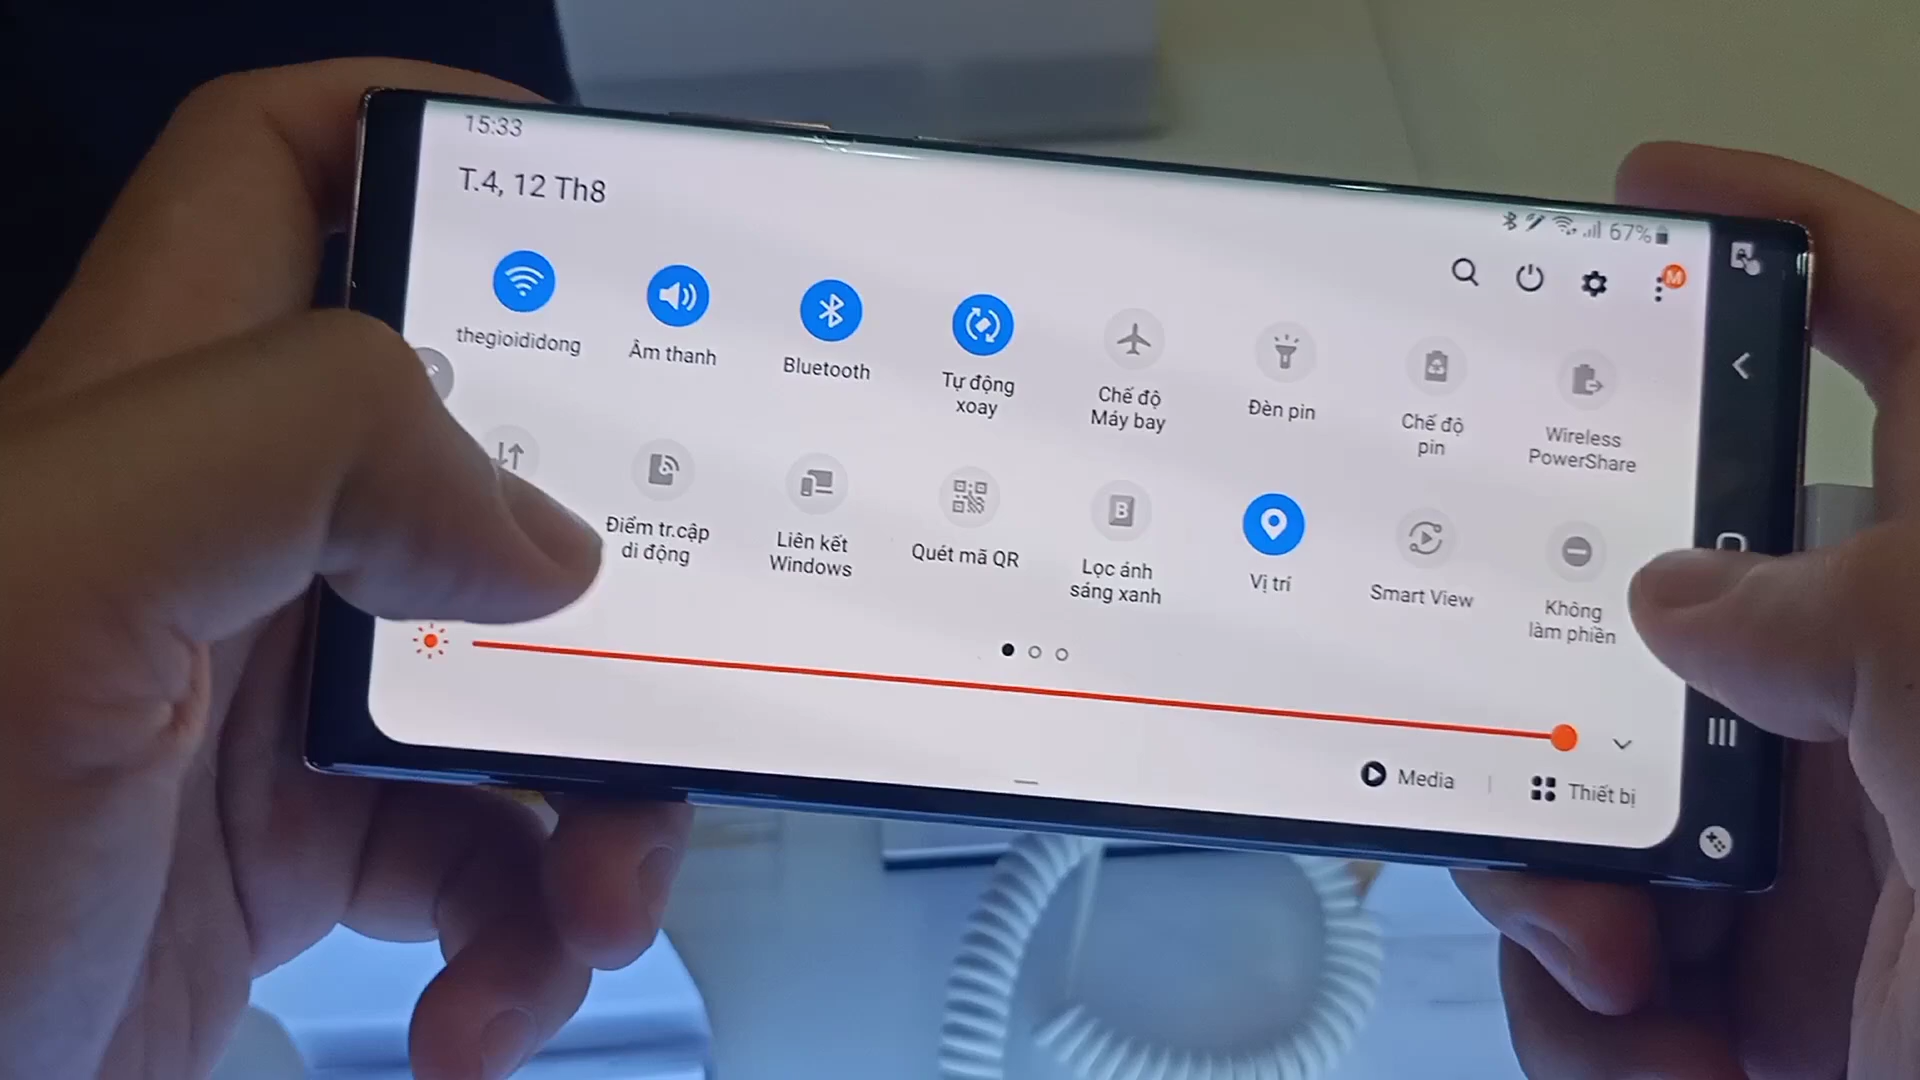 15:33
T.4, 12 Th8
67%
M
thegioididong
Âm thanh
Bluetooth
Tự động
xoay
Chế độ
Máy bay
Đèn pin
Chế độ
pin
Wireless
PowerShare
Điểm tr.cập
di động
Liên kết
Windows
Quét mã QR
B
Lọc ánh
sáng xanh
Vị trí
Smart View
Không
làm phiền
Media
Thiết bị